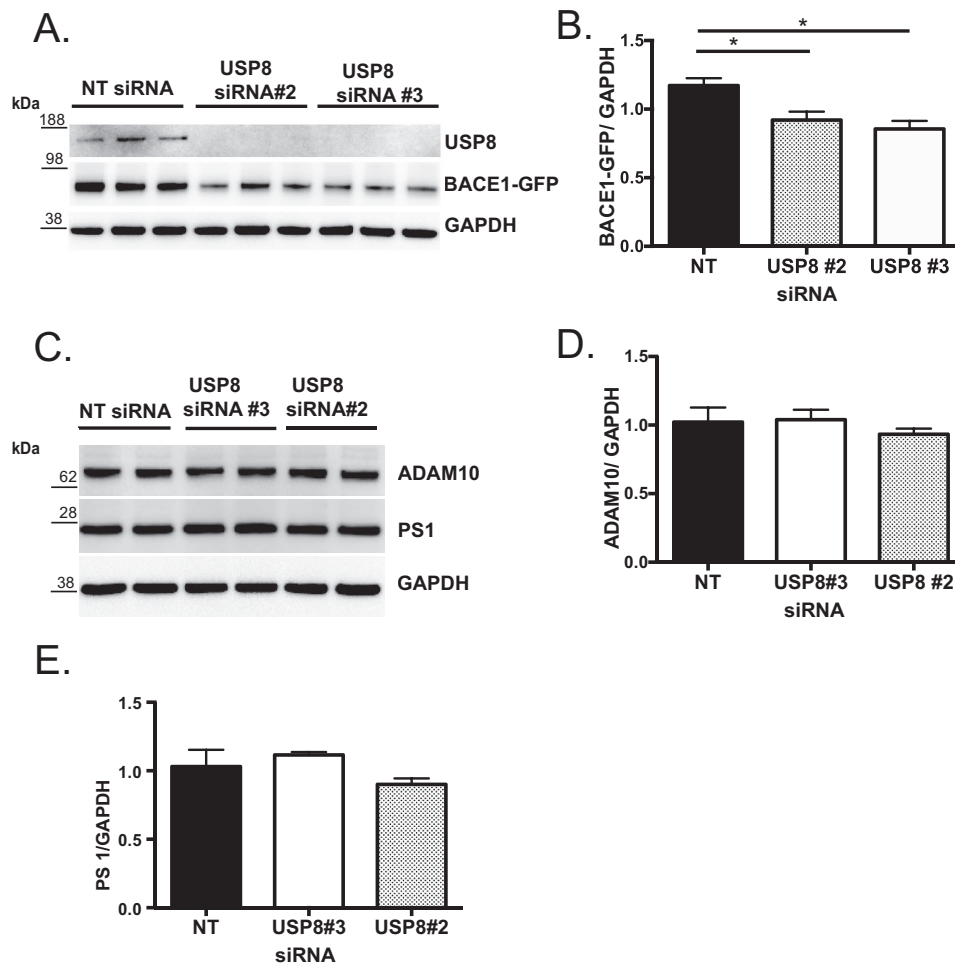 A.
NT siRNA
USP8
siRNA#2
USP8
siRNA #3
kDa
188
98
38
USP8
BACE1-GFP
GAPDH
B.
*
*
BACE1-GFP/ GAPDH
1.5
1.0
0.5
0.0
NT
USP8 #2
USP8 #3
siRNA
C.
NT siRNA
USP8
siRNA #3
USP8
siRNA#2
kDa
62
28
38
ADAM10
PS1
GAPDH
D.
ADAM10/ GAPDH
1.5
1.0
0.5
0.0
NT
USP8#3
USP8 #2
siRNA
E.
PS 1/GAPDH
1.5
1.0
0.5
0.0
NT
USP8#3
USP8#2
siRNA